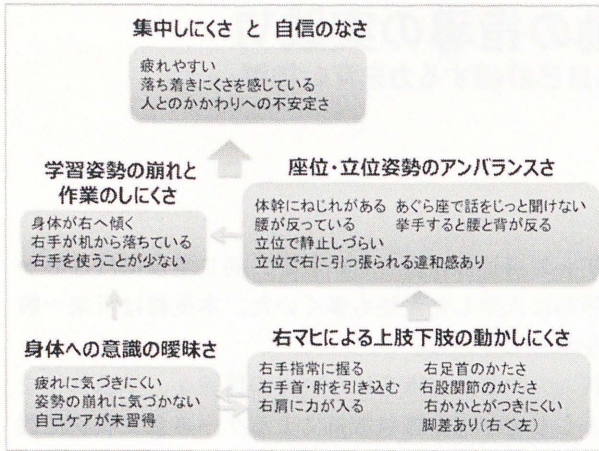 集中しにくさ と 自信のなさ
疲れやすい
落ち着きにくさを感じている
人とのかかわりへの不安定さ
学習姿勢の崩れと
作業のしにくさ
身体が右へ傾く
右手が机から落ちている
右手を使うことが少ない
座位・立位姿勢のアンバランスさ
体幹にねじれがある あぐら座で話をじっと聞けない
腰が反っている 挙手すると腰と背が反る
立位で静止しづらい
立位で右に引っ張られる違和感あり
身体への意識の曖昧さ
疲れに気づきにくい
姿勢の崩れに気づかない
自己ケアが未習得
右マヒによる上肢下肢の動かしにくさ
右手指常に握る 右足首のかたさ
右手首・肘を引き込む 右股関節のかたさ
右肩に力が入る 右かかとがつきにくい
脚差あり(右<左)